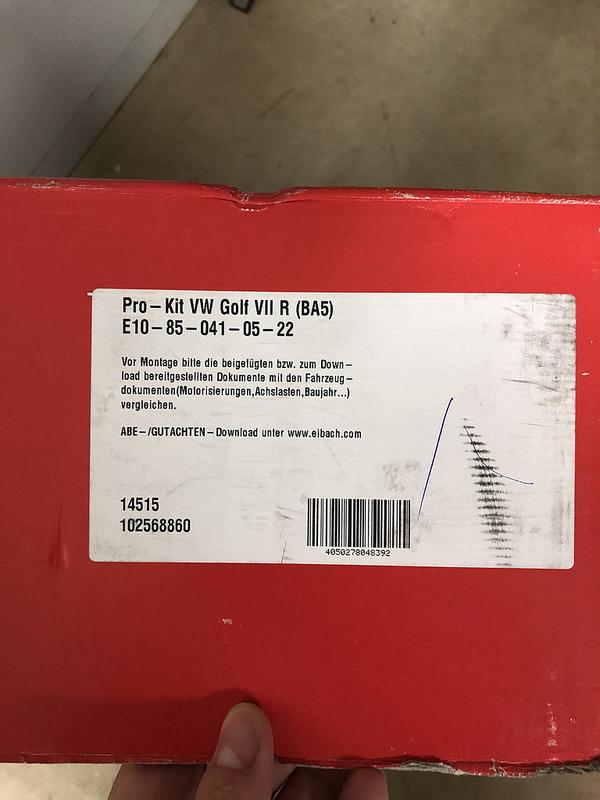 Pro-Kit VW Golf VII R (BA5)
E10-85-041-05-22
Vor Montage bitte die beigefügten bzw. zum Down-
load bereitgestellten Dokumente mit den Fahrzeug-
dokumenten(Motorisierungen,Achslasten,Baujahr...)
vergleichen.
ABE-/GUTACHTEN-Download unter www.eibach.com
14515
102568860
4050278048392